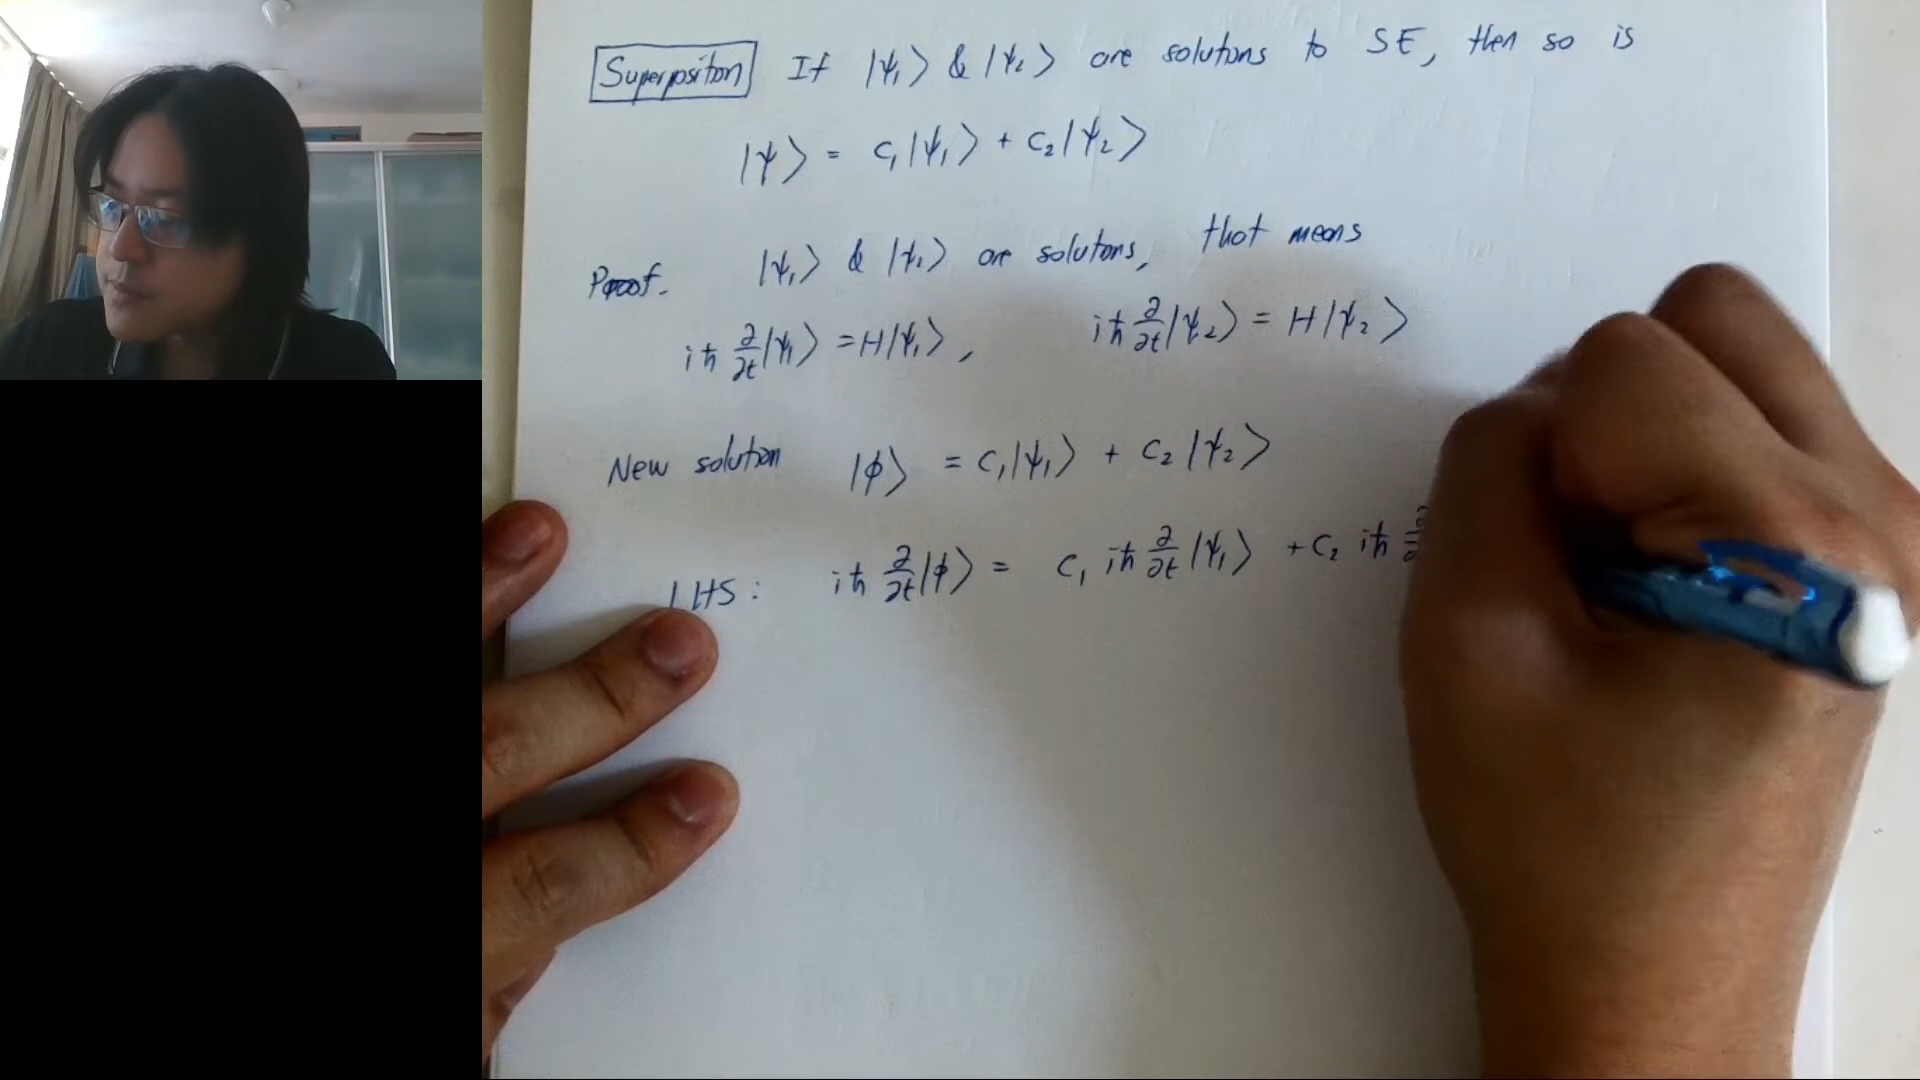 Superpositon If |ψ₁⟩ & |ψ₂⟩ are solutions to SE, then so is
|ψ⟩ = c₁|ψ₁⟩ + c₂|ψ₂⟩
Proof. |ψ₁⟩ & |ψ₂⟩ are solutons, that means
iħ ∂/∂t |ψ₁⟩ = H|ψ₁⟩, iħ ∂/∂t |ψ₂⟩ = H|ψ₂⟩
New solution |ϕ⟩ = c₁|ψ₁⟩ + c₂|ψ₂⟩
LHS: iħ ∂/∂t |ϕ⟩ = c₁ iħ ∂/∂t |ψ₁⟩ + c₂ iħ